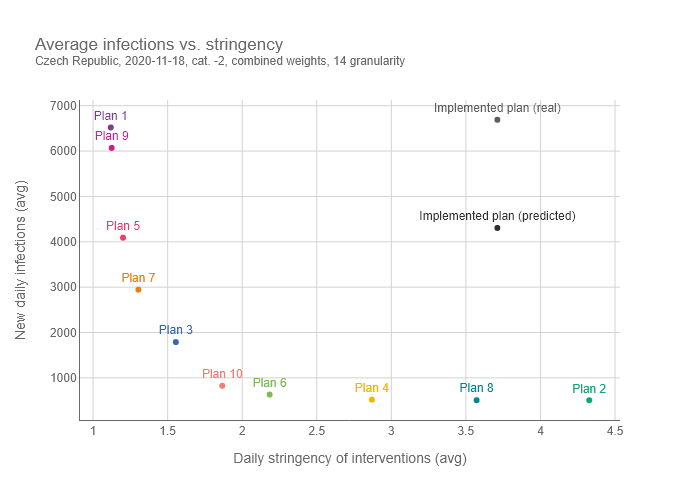 Average infections vs. stringency
Czech Republic, 2020-11-18, cat. -2, combined weights, 14 granularity
7000
6000
5000
4000
3000
2000
1000
New daily infections (avg)
Plan 1
Plan 9
Plan 5
Plan 7
Plan 3
Plan 10
Plan 6
Plan 4
Plan 8
Plan 2
Implemented plan (real)
Implemented plan (predicted)
1
1.5
2
2.5
3
3.5
4
4.5
Daily stringency of interventions (avg)